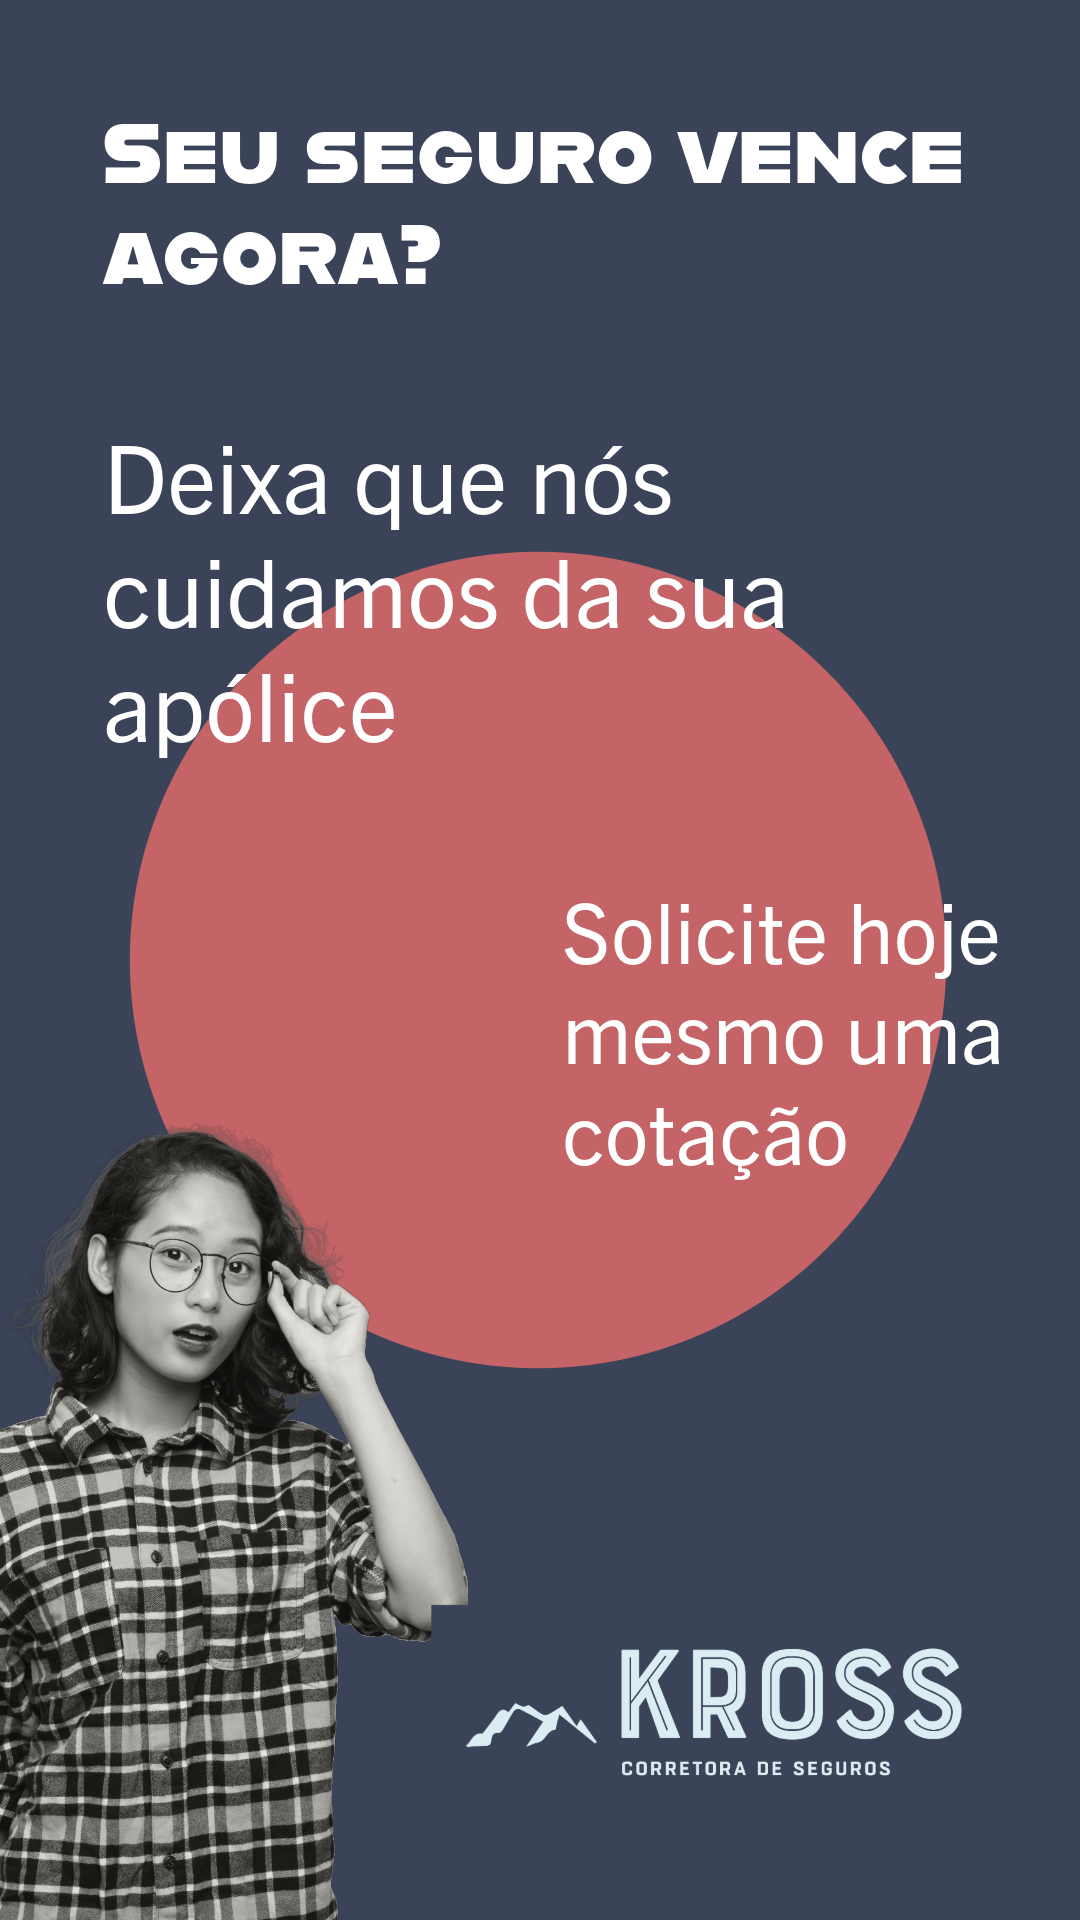 Seu seguro vence
agora?
Deixa que nós
cuidamos da sua
apólice
Solicite hoje
mesmo uma
cotação
KROSS
CORRETORA DE SEGUROS